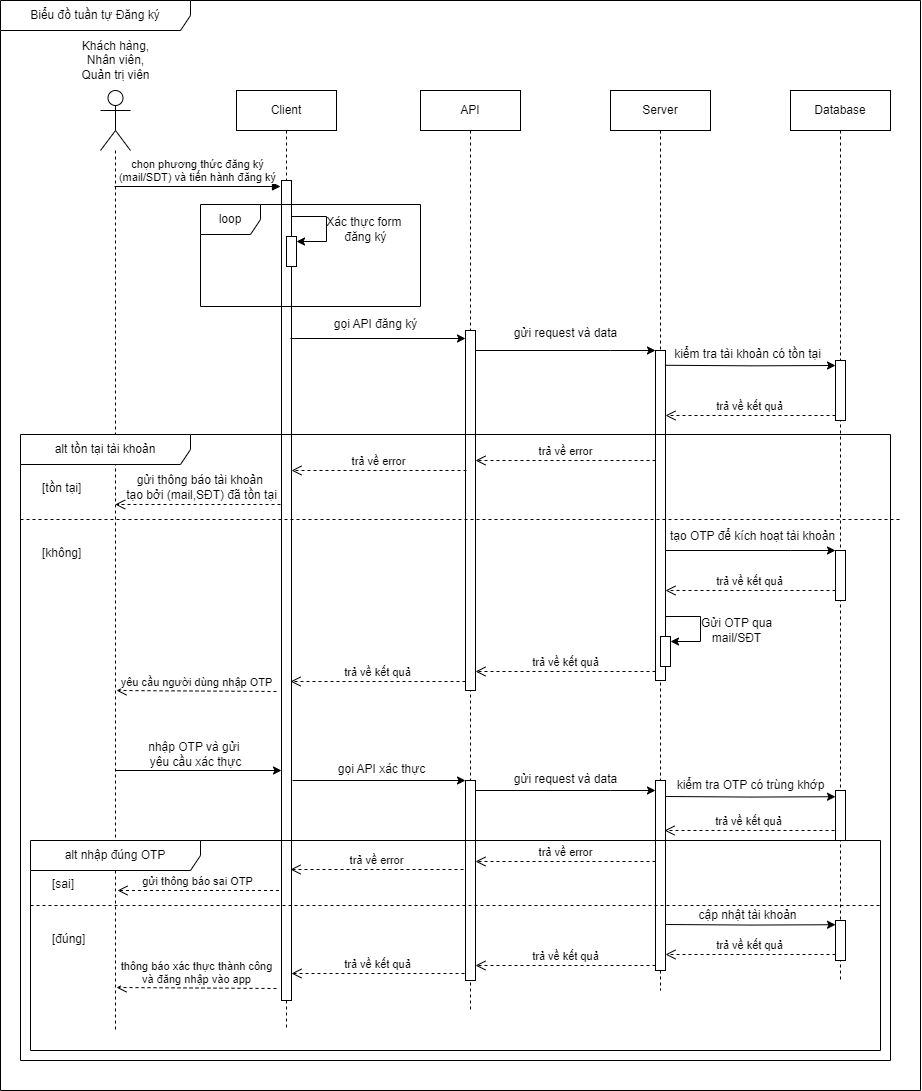 Biểu đồ tuần tự Đăng ký
Khách hàng,
Nhân viên,
Quản trị viên
Client
API
Server
Database
chọn phương thức đăng ký
(mail/SDT) và tiến hành đăng ký
loop
Xác thực form
đăng ký
gọi API đăng ký
gửi request và data
kiểm tra tài khoản có tồn tại
trả về kết quả
alt tồn tại tài khoản
trả về error
trả về error
[tồn tại]
gửi thông báo tài khoản
tạo bởi (mail,SĐT) đã tồn tại
[không]
tạo OTP để kích hoạt tài khoản
trả về kết quả
Gửi OTP qua
mail/SĐT
trả về kết quả
trả về kết quả
yêu cầu người dùng nhập OTP
nhập OTP và gửi
yêu cầu xác thực
gọi API xác thực
gửi request và data
kiểm tra OTP có trùng khớp
trả về kết quả
alt nhập đúng OTP
trả về error
trả về error
[sai]
gửi thông báo sai OTP
cập nhật tài khoản
[đúng]
trả về kết quả
trả về kết quả
trả về kết quả
thông báo xác thực thành công
và đăng nhập vào app